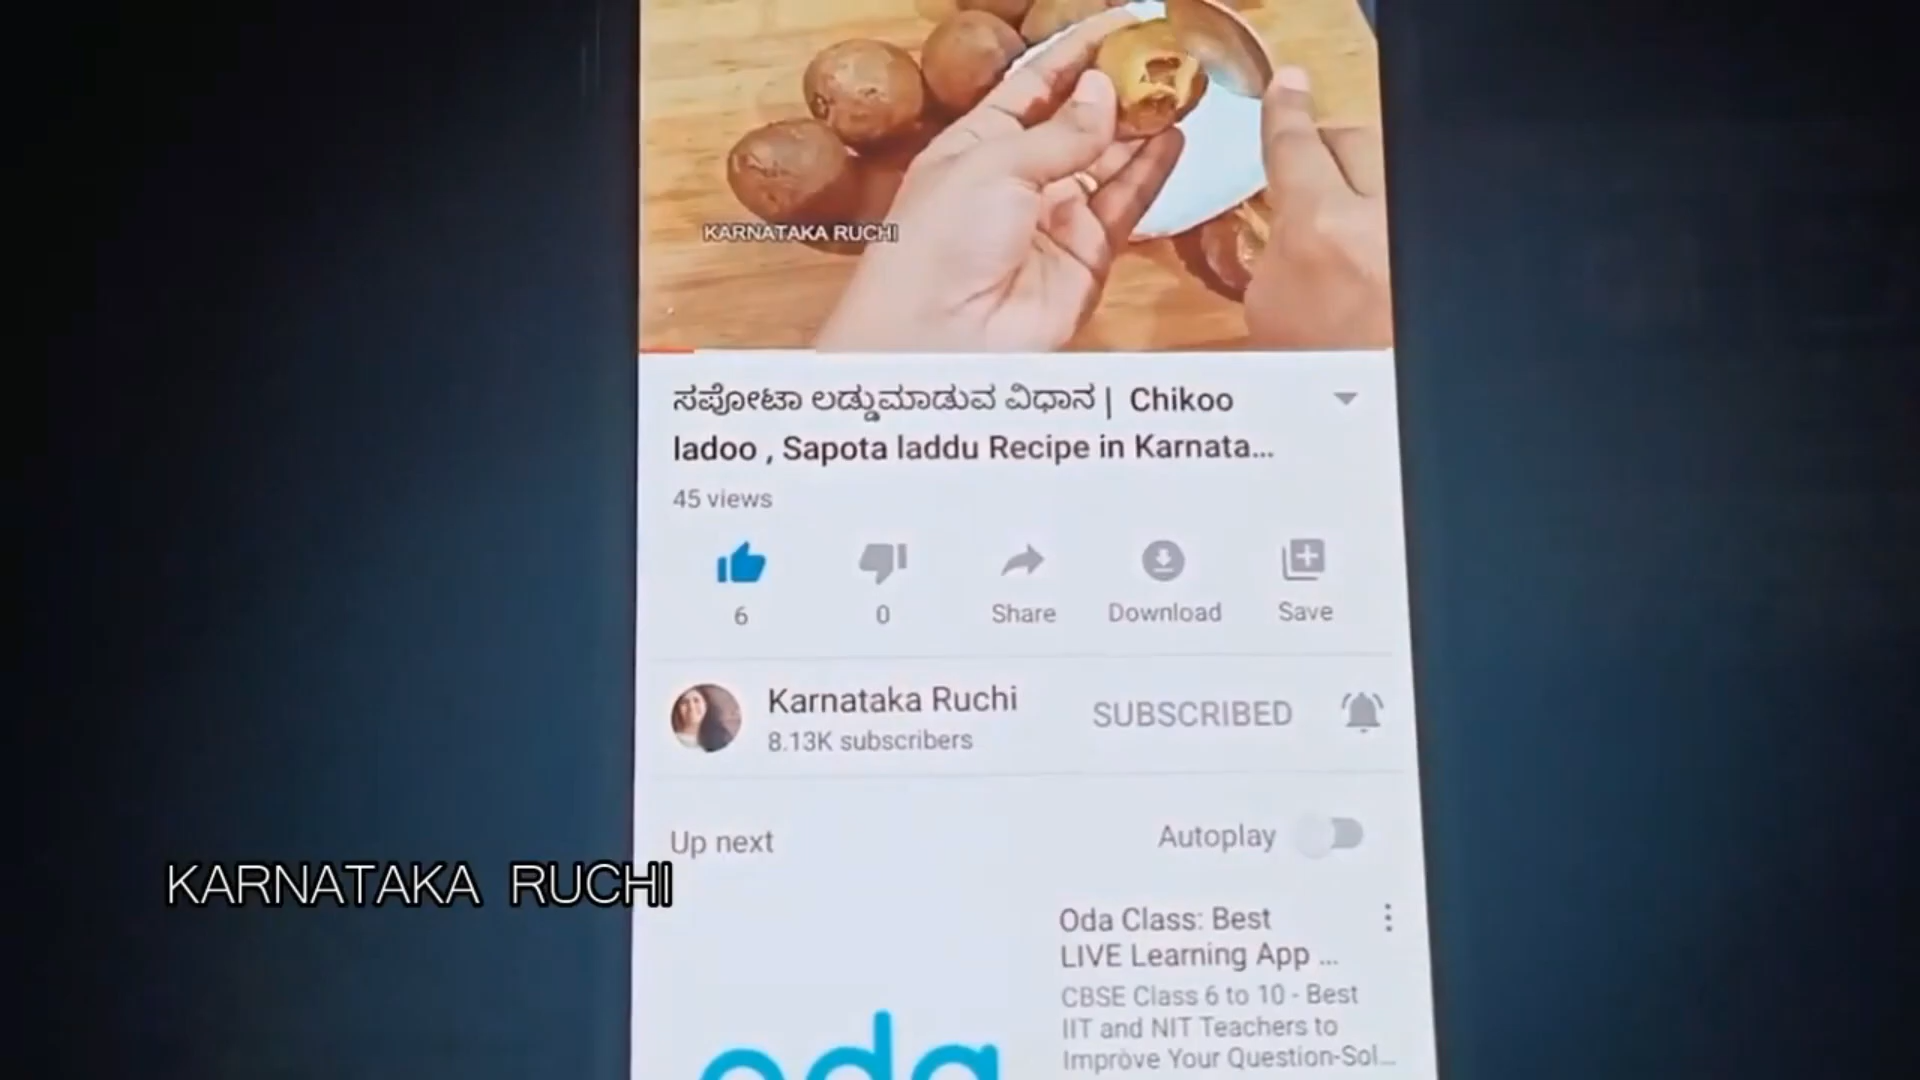 KARNATAKA RUCHI
ಸಪೋಟಾ ಲಡ್ಡುಮಾಡುವ ವಿಧಾನ | Chikoo
ladoo , Sapota laddu Recipe in Karnata...
45 views
6
0
Share
Download
Save
Karnataka Ruchi
8.13K subscribers
SUBSCRIBED
Up next
Autoplay
KARNATAKA RUCHI
Oda Class: Best
LIVE Learning App ...
CBSE Class 6 to 10 - Best
IIT and NIT Teachers to
Improve Your Question-Sol...
oda